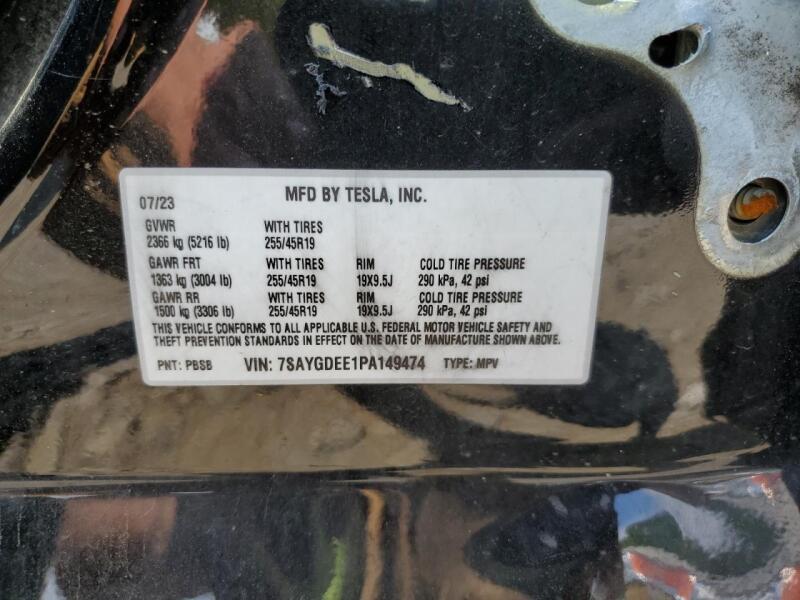 07/23 MFD BY TESLA, INC.
GVWR WITH TIRES
2366 kg (5216 lb) 255/45R19
GAWR FRT WITH TIRES RIM COLD TIRE PRESSURE
1363 kg (3004 lb) 255/45R19 19X9.5J 290 kPa, 42 psi
GAWR RR WITH TIRES RIM COLD TIRE PRESSURE
1500 kg (3306 lb) 255/45R19 19X9.5J 290 kPa, 42 psi
THIS VEHICLE CONFORMS TO ALL APPLICABLE U.S. FEDERAL MOTOR VEHICLE SAFETY AND
THEFT PREVENTION STANDARDS IN EFFECT ON THE DATE OF MANUFACTURE SHOWN ABOVE.
PNT: PBSB VIN: 7SAYGDEE1PA149474 TYPE: MPV